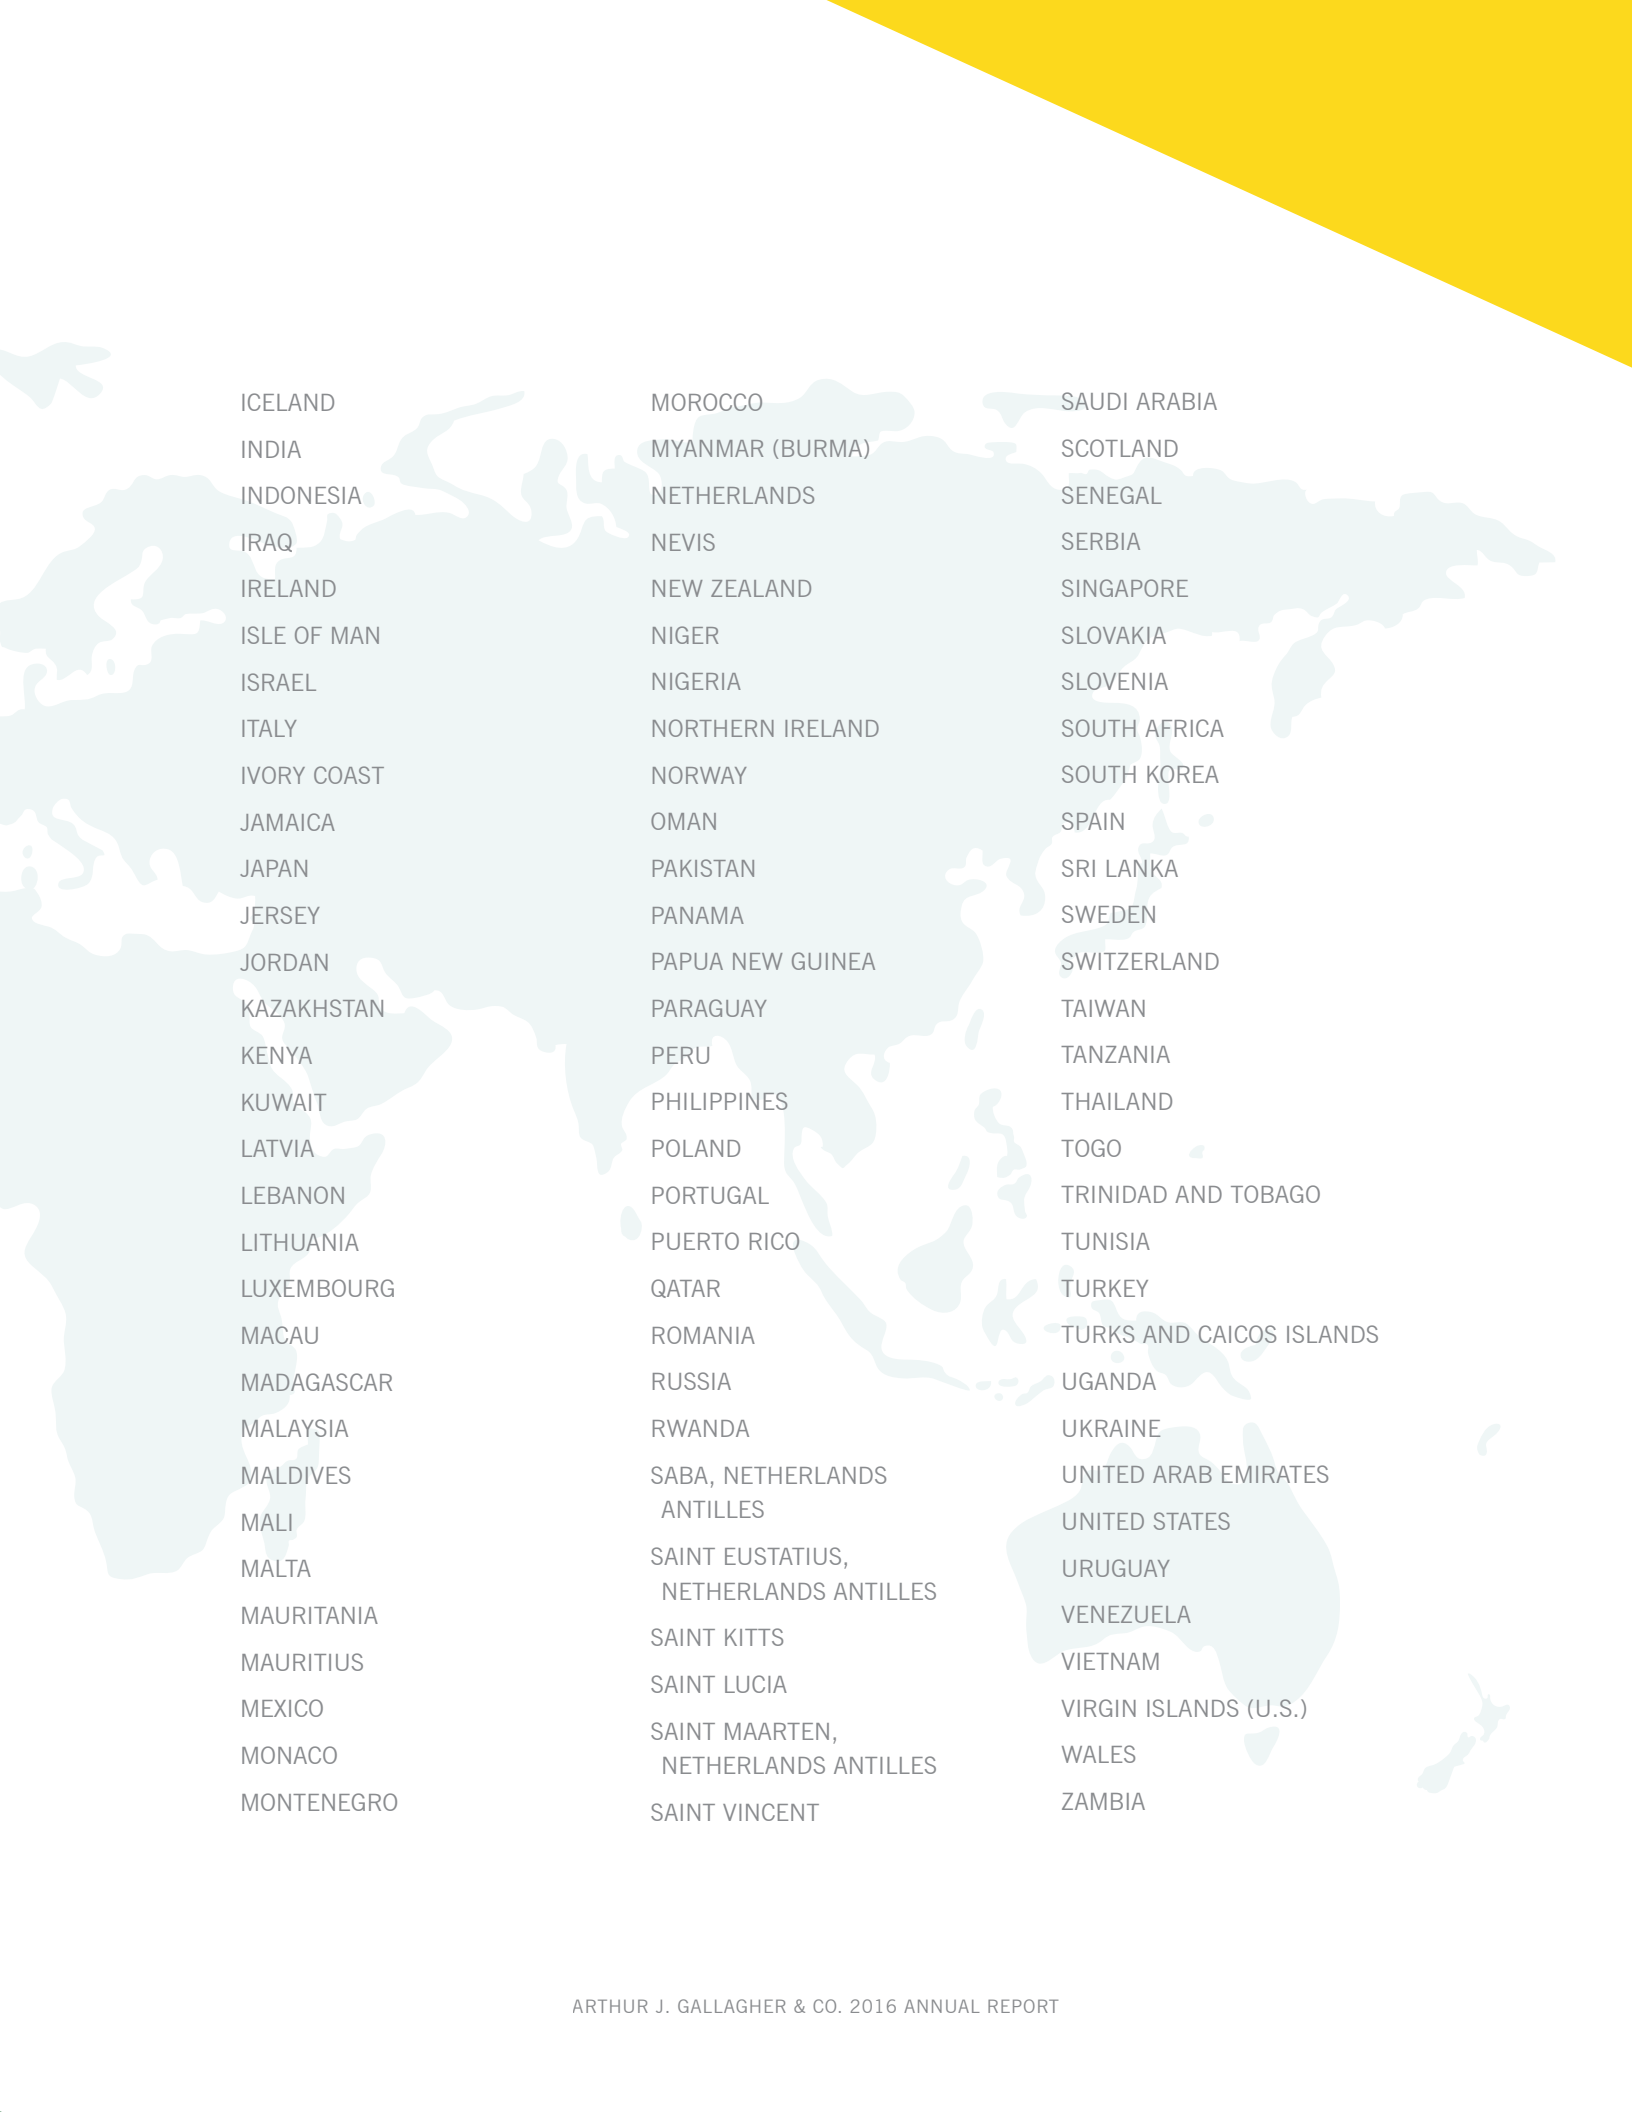 ICELAND
INDIA
INDONESIA
IRAQ
IRELAND
ISLE OF MAN
ISRAEL
ITALY
IVORY COAST
JAMAICA
JAPAN
JERSEY
JORDAN
KAZAKHSTAN
KENYA
KUWAIT
LATVIA
LEBANON
LITHUANIA
LUXEMBOURG
MACAU
MADAGASCAR
MALAYSIA
MALDIVES
MALI
MALTA
MAURITANIA
MAURITIUS
MEXICO
MONACO
MONTENEGRO
MOROCCO
MYANMAR (BURMA)
NETHERLANDS
NEVIS
NEW ZEALAND
NIGER
NIGERIA
NORTHERN IRELAND
NORWAY
OMAN
PAKISTAN
PANAMA
PAPUA NEW GUINEA
PARAGUAY
PERU
PHILIPPINES
POLAND
PORTUGAL
PUERTO RICO
QATAR
ROMANIA
RUSSIA
RWANDA
SABA, NETHERLANDS
ANTILLES
SAINT EUSTATIUS,
NETHERLANDS ANTILLES
SAINT KITTS
SAINT LUCIA
SAINT MAARTEN,
NETHERLANDS ANTILLES
SAINT VINCENT
SAUDI ARABIA
SCOTLAND
SENEGAL
SERBIA
SINGAPORE
SLOVAKIA
SLOVENIA
SOUTH AFRICA
SOUTH KOREA
SPAIN
SRI LANKA
SWEDEN
SWITZERLAND
TAIWAN
TANZANIA
THAILAND
TOGO
TRINIDAD AND TOBAGO
TUNISIA
TURKEY
TURKS AND CAICOS ISLANDS
UGANDA
UKRAINE
UNITED ARAB EMIRATES
UNITED STATES
URUGUAY
VENEZUELA
VIETNAM
VIRGIN ISLANDS (U.S.)
WALES
ZAMBIA
ARTHUR J. GALLAGHER & CO. 2016 ANNUAL REPORT